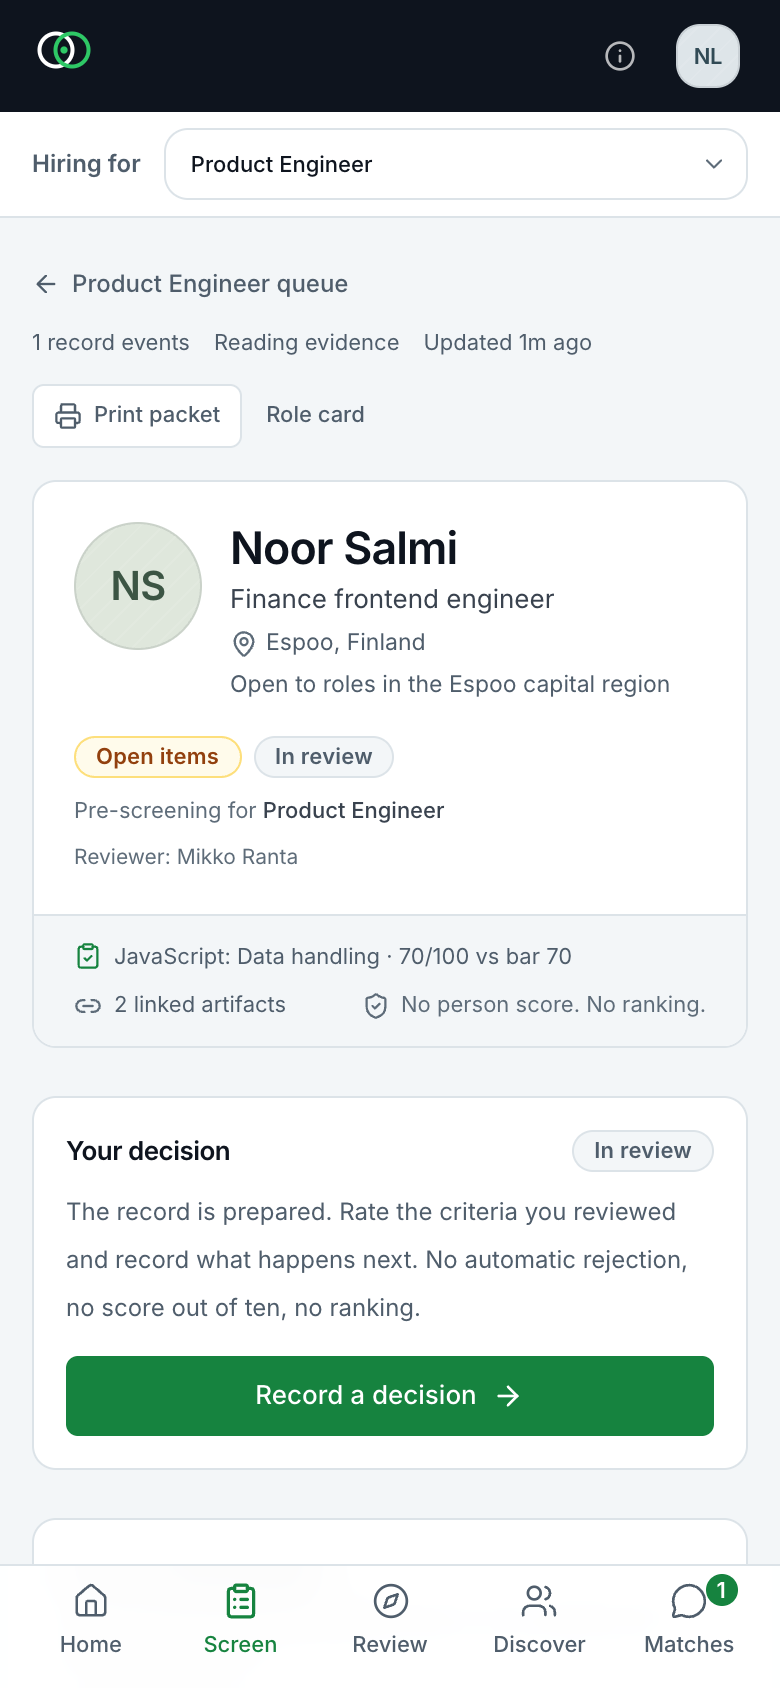 NL
Hiring for
Product Engineer
Product Engineer queue
1 record events Reading evidence Updated 1m ago
Print packet Role card
NS
Noor Salmi
Finance frontend engineer
Espoo, Finland
Open to roles in the Espoo capital region
Open items In review
Pre-screening for Product Engineer
Reviewer: Mikko Ranta
JavaScript: Data handling · 70/100 vs bar 70
2 linked artifacts No person score. No ranking.
Your decision In review
The record is prepared. Rate the criteria you reviewed
and record what happens next. No automatic rejection,
no score out of ten, no ranking.
Record a decision
1
Home Screen Review Discover Matches